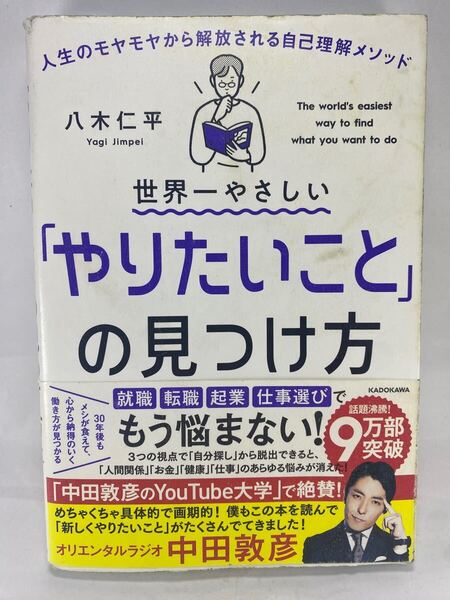 人生のモヤモヤから解放される自己理解メソッド
八木仁平
Yagi Jimpei
The world's easiest
way to find
what you want to do
世界一やさしい
「やりたいこと」
の見つけ方
KADOKAWA
30年後も
メシが食えて、
心から納得のいく
働き方が見つかる
就職 転職 起業 仕事選びで
もう悩まない!
話題沸騰!
9万部
突破
3つの視点で「自分探し」から脱出できると、
「人間関係」「お金」「健康」「仕事」のあらゆる悩みが消えた!
「中田敦彦のYouTube大学」で絶賛!
めちゃくちゃ具体的で画期的!僕もこの本を読んで
「新しくやりたいこと」がたくさんでてきました!
オリエンタルラジオ 中田敦彦